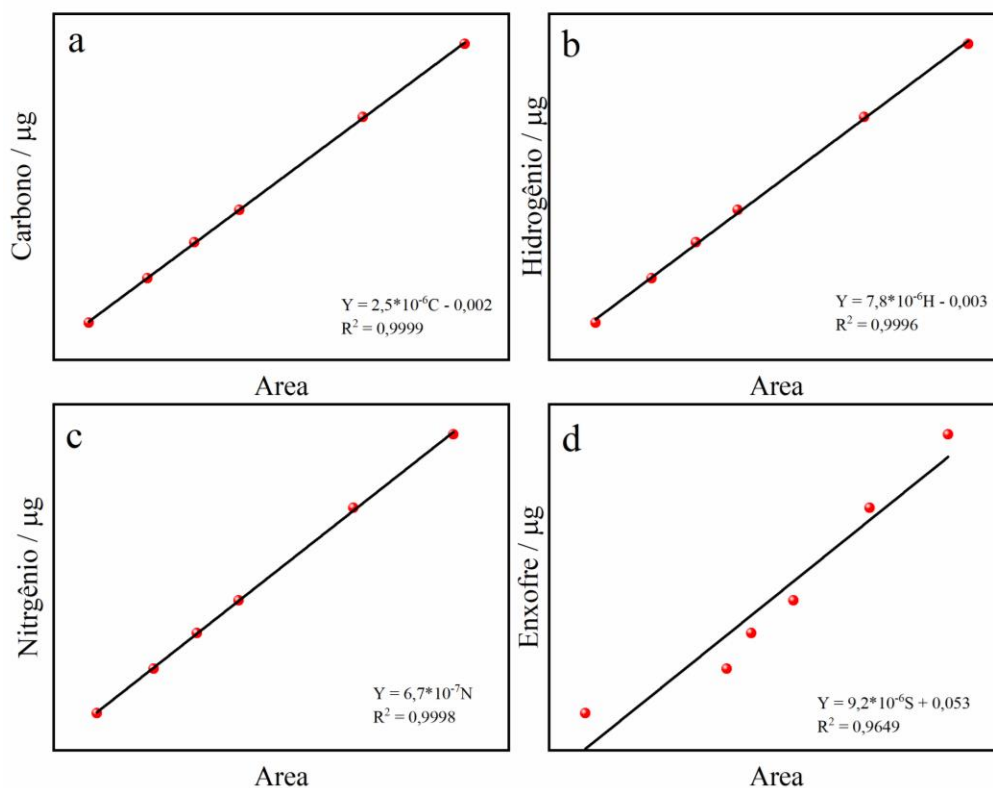 a
Carbono / µg
Y = 2,5*10⁻⁶C - 0,002
R² = 0,9999
Area
b
Hidrogênio / µg
Y = 7,8*10⁻⁶H - 0,003
R² = 0,9996
Area
c
Nitrgênio / µg
Y = 6,7*10⁻⁷N
R² = 0,9998
Area
d
Enxofre / µg
Y = 9,2*10⁻⁶S + 0,053
R² = 0,9649
Area